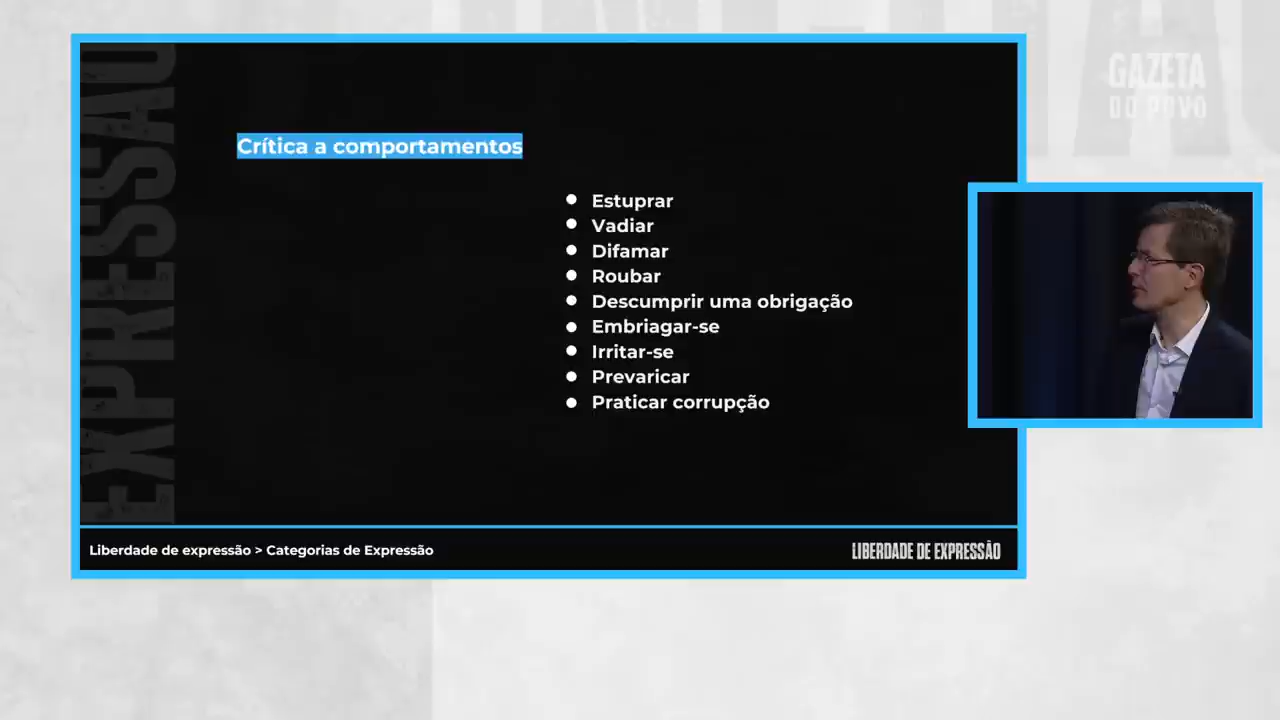 GAZETA
DO POVO
EXPRESSÃO
Crítica a comportamentos
Estuprar
Vadiar
Difamar
Roubar
Descumprir uma obrigação
Embriagar-se
Irritar-se
Prevaricar
Praticar corrupção
Liberdade de expressão > Categorias de Expressão
LIBERDADE DE EXPRESSÃO